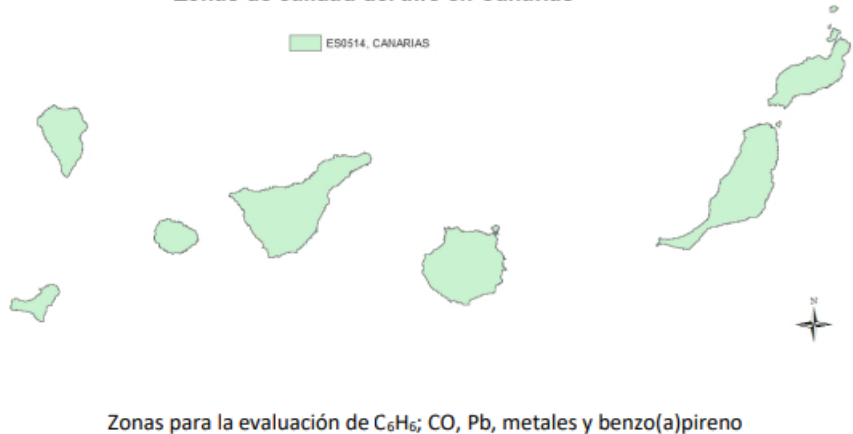 ES0514, CANARIAS
N
Zonas para la evaluación de C₆H₆; CO, Pb, metales y benzo(a)pireno